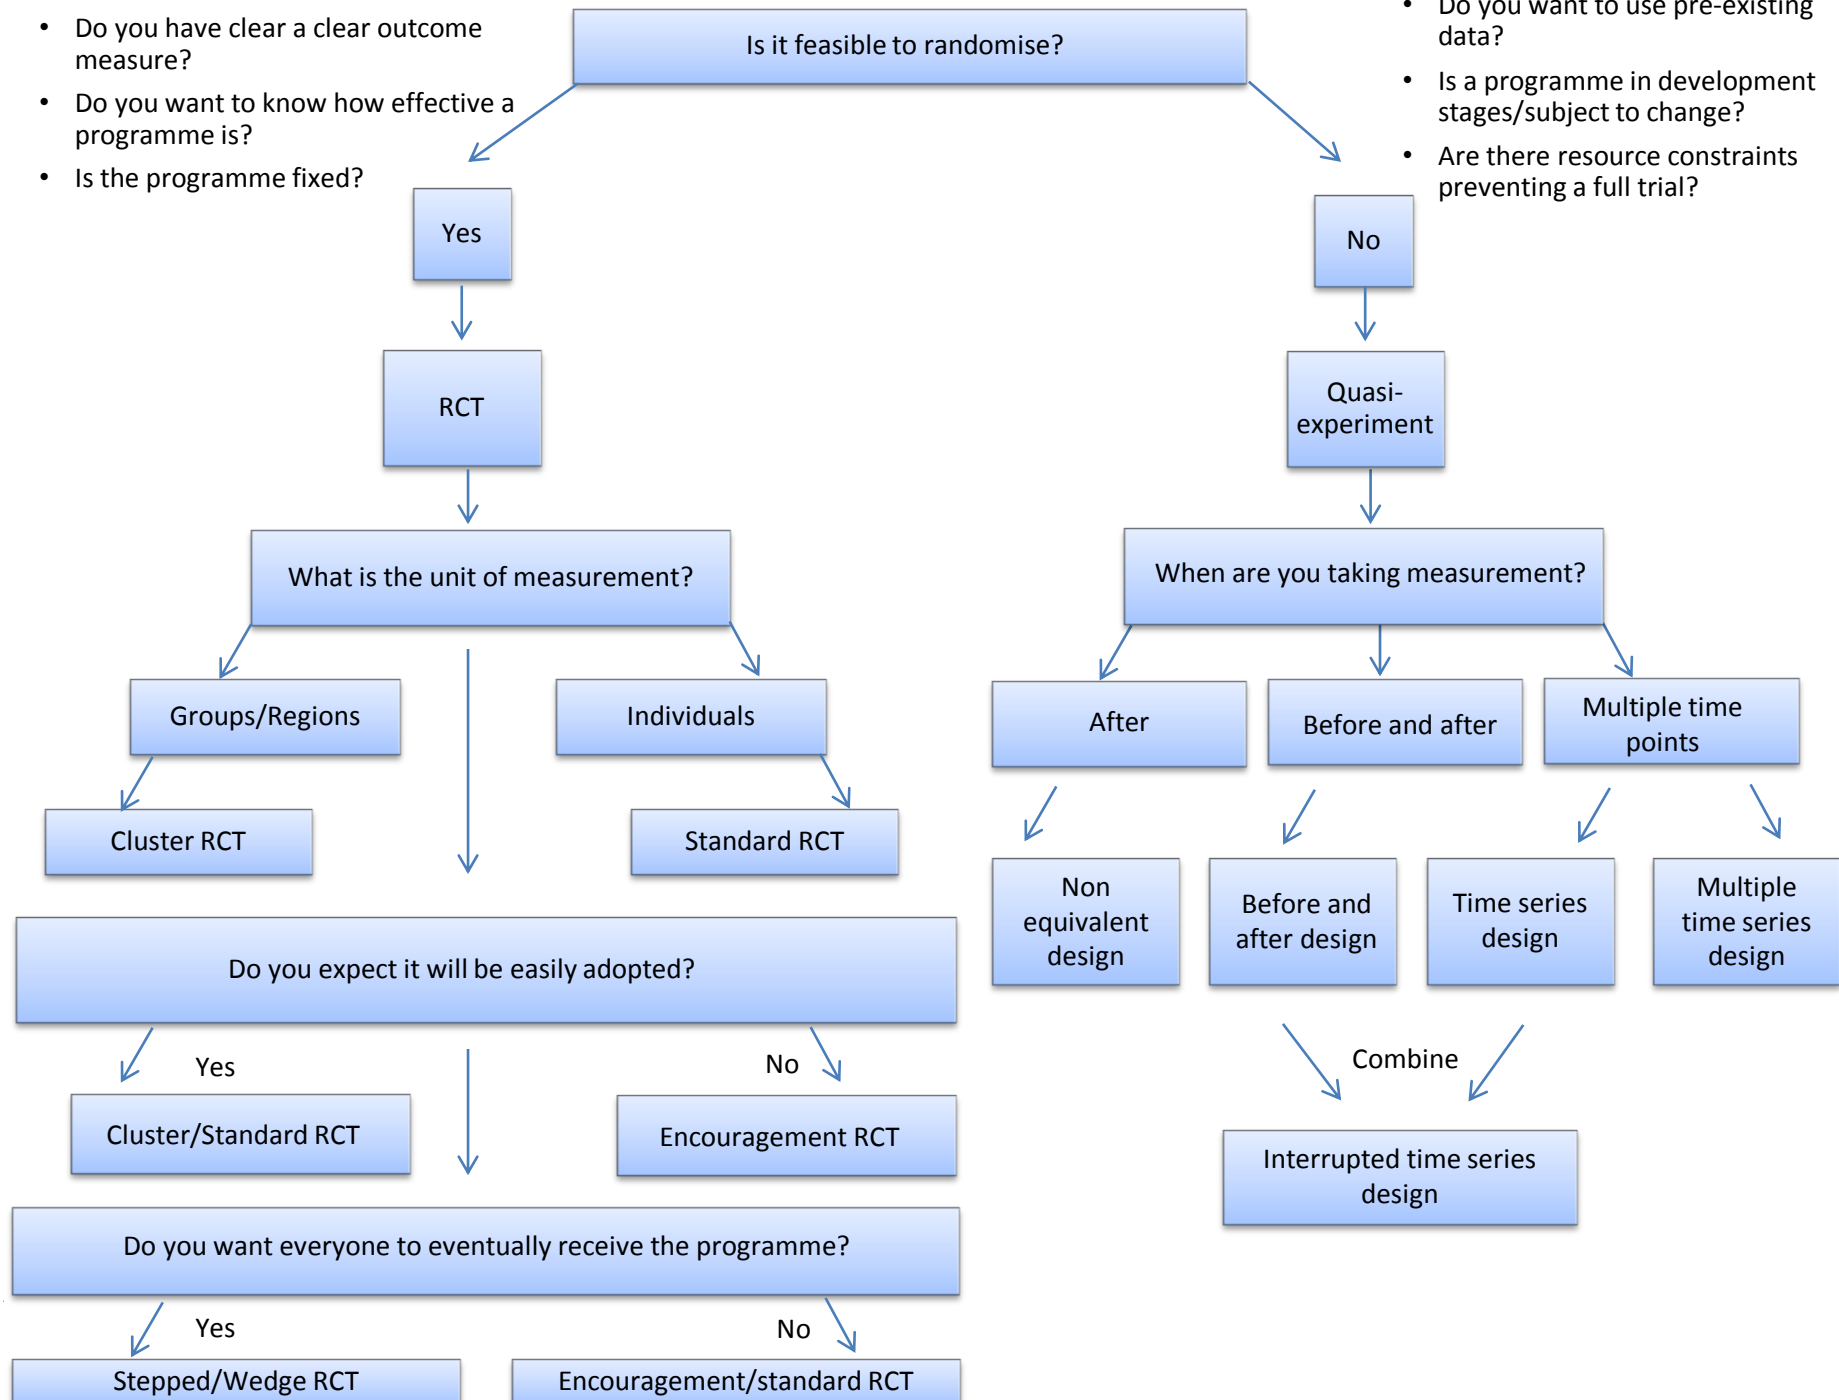 • Do you have clear a clear outcome
measure?
• Do you want to know how effective a
programme is?
• Is the programme fixed?
Is it feasible to randomise?
• Do you want to use pre-existing
data?
• Is a programme in development
stages/subject to change?
• Are there resource constraints
preventing a full trial?
Yes
No
RCT
Quasi-
experiment
What is the unit of measurement?
When are you taking measurement?
Groups/Regions
Individuals
After
Before and after
Multiple time
points
Cluster RCT
Standard RCT
Non
equivalent
design
Before and
after design
Time series
design
Multiple
time series
design
Do you expect it will be easily adopted?
Yes
No
Combine
Cluster/Standard RCT
Encouragement RCT
Interrupted time series
design
Do you want everyone to eventually receive the programme?
Yes
No
Stepped/Wedge RCT
Encouragement/standard RCT